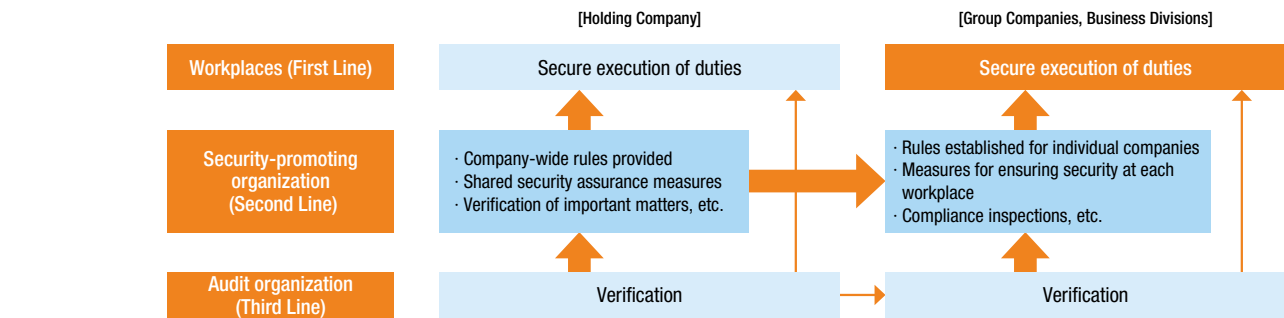 [Holding Company]
[Group Companies, Business Divisions]
Workplaces (First Line)
Secure execution of duties
Secure execution of duties
Security-promoting
organization
(Second Line)
· Company-wide rules provided
· Shared security assurance measures
· Verification of important matters, etc.
· Rules established for individual companies
· Measures for ensuring security at each
workplace
· Compliance inspections, etc.
Audit organization
(Third Line)
Verification
Verification